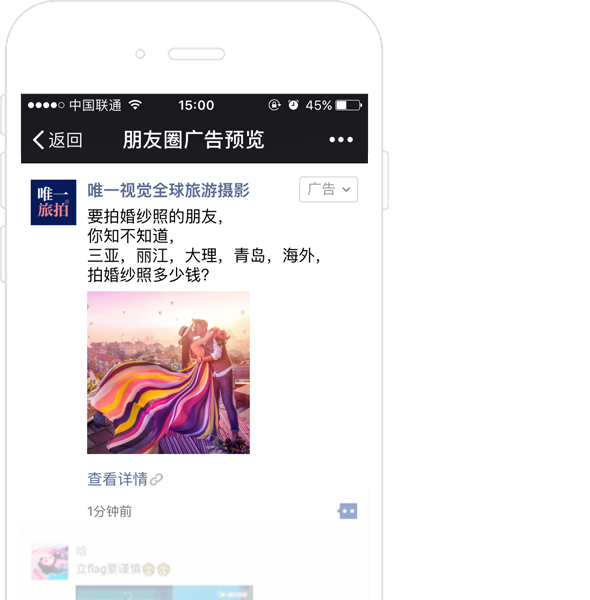 中国联通 15:00 45%
返回 朋友圈广告预览
唯一旅拍
唯一视觉全球旅游摄影 广告
要拍婚纱照的朋友，
你知不知道，
三亚，丽江，大理，青岛，海外，
拍婚纱照多少钱？
查看详情
1分钟前
哈
立flag要谨慎